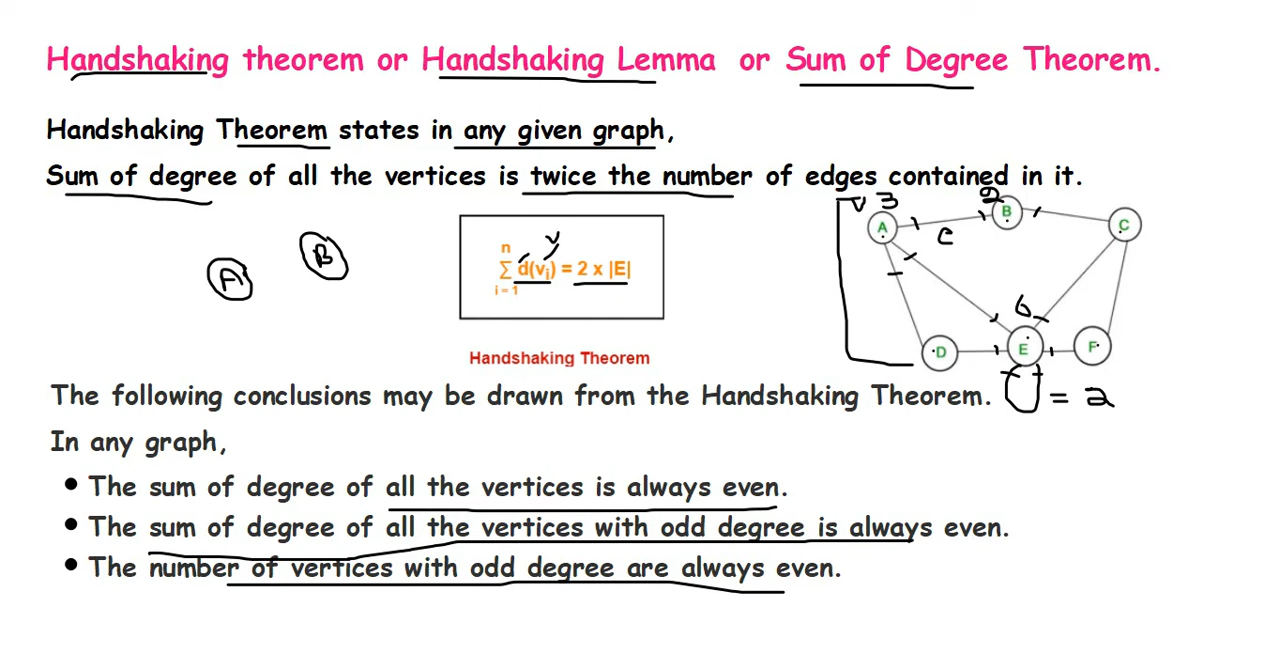 Handshaking theorem or Handshaking Lemma or Sum of Degree Theorem.
Handshaking Theorem states in any given graph,
Sum of degree of all the vertices is twice the number of edges contained in it.
v 3
2
A
B
C
e
A
B
v
n
∑ d(vᵢ) = 2 x |E|
i = 1
6
D
E
F
Handshaking Theorem
The following conclusions may be drawn from the Handshaking Theorem.
= 2
In any graph,
• The sum of degree of all the vertices is always even.
• The sum of degree of all the vertices with odd degree is always even.
• The number of vertices with odd degree are always even.